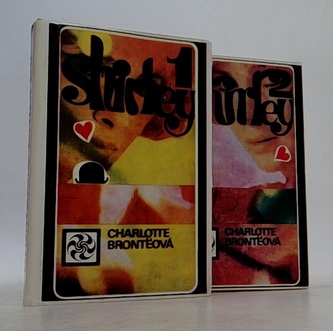 Shirley
1
CHARLOTTE
BRONTËOVÁ
Shirley
2
CHARLOTTE
BRONTËOVÁ